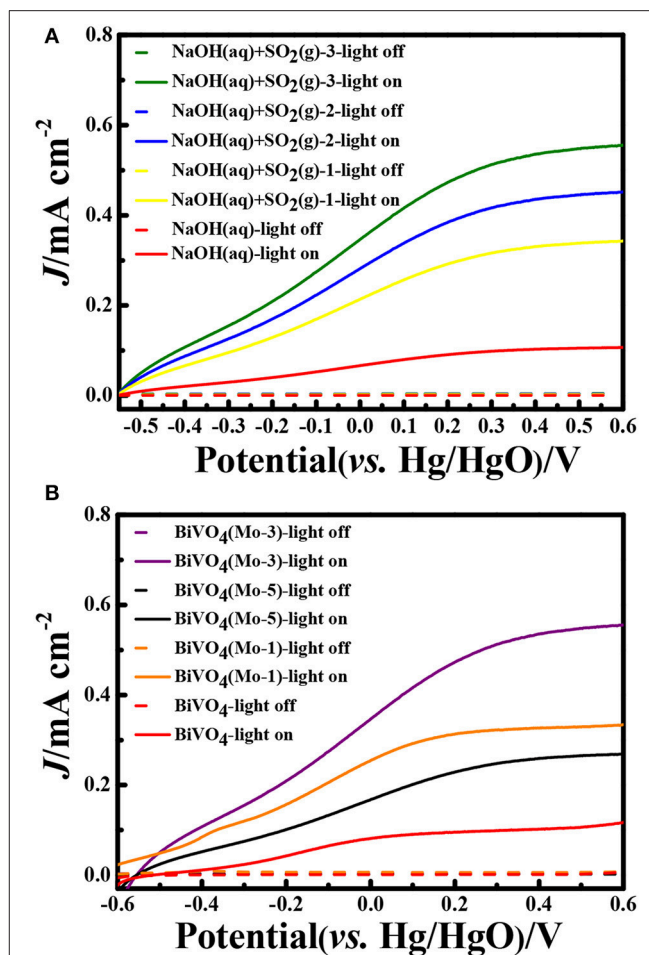 A
0.8
NaOH(aq)+SO2(g)-3-light off
NaOH(aq)+SO2(g)-3-light on
NaOH(aq)+SO2(g)-2-light off
0.6
NaOH(aq)+SO2(g)-2-light on
NaOH(aq)+SO2(g)-1-light off
NaOH(aq)+SO2(g)-1-light on
0.4
NaOH(aq)-light off
NaOH(aq)-light on
0.2
0.0
J/mA cm-2
-0.5 -0.4 -0.3 -0.2 -0.1 0.0 0.1 0.2 0.3 0.4 0.5 0.6
Potential(vs. Hg/HgO)/V
B
0.8
BiVO4(Mo-3)-light off
BiVO4(Mo-3)-light on
BiVO4(Mo-5)-light off
0.6
BiVO4(Mo-5)-light on
BiVO4(Mo-1)-light off
BiVO4(Mo-1)-light on
0.4
BiVO4-light off
BiVO4-light on
0.2
0.0
J/mA cm-2
-0.6 -0.4 -0.2 0.0 0.2 0.4 0.6
Potential(vs. Hg/HgO)/V